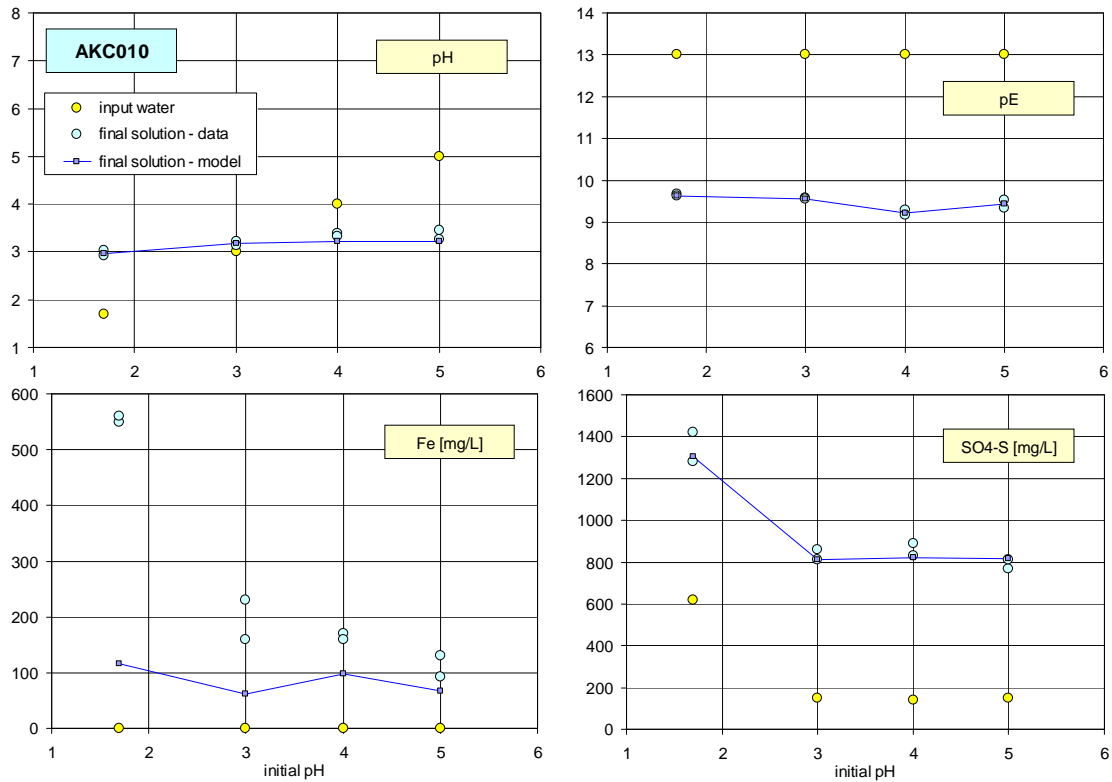 AKC010
pH
input water
final solution - data
final solution - model
8
7
6
5
4
3
2
1
1 2 3 4 5 6
pE
14
13
12
11
10
9
8
7
6
1 2 3 4 5 6
Fe [mg/L]
600
500
400
300
200
100
0
1 2 3 4 5 6
initial pH
SO4-S [mg/L]
1600
1400
1200
1000
800
600
400
200
0
1 2 3 4 5 6
initial pH